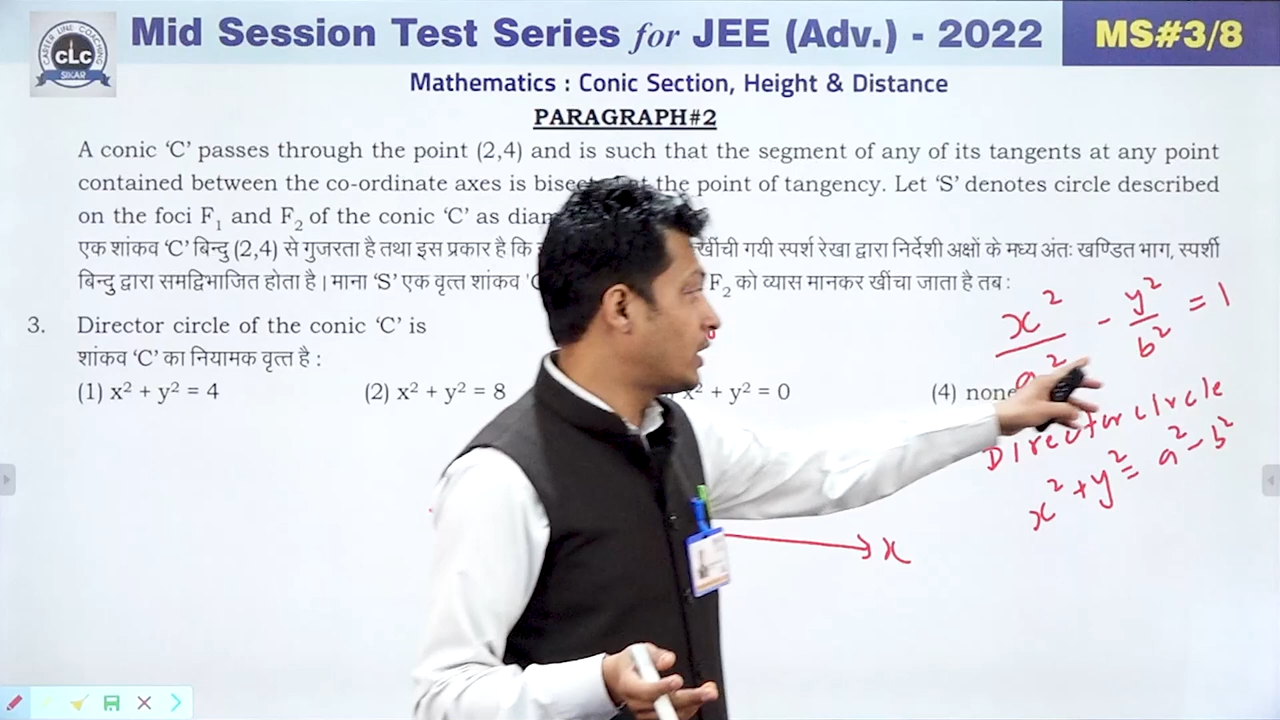 CAREER LINE COACHING
CLC
SIKAR
Mid Session Test Series for JEE (Adv.) - 2022
MS#3/8
Mathematics : Conic Section, Height & Distance
PARAGRAPH#2
A conic ‘C’ passes through the point (2,4) and is such that the segment of any of its tangents at any point
contained between the co-ordinate axes is the point of tangency. Let ‘S’ denotes circle described
on the foci F₁ and F₂ of the conic ‘C’ as
एक शांकव ‘C’ बिन्दु (2,4) से गुजरता है तथा इस प्रकार है कि खींची गयी स्पर्श रेखा द्वारा निर्देशी अक्षों के मध्य अंतः खण्डित भाग, स्पर्शी
बिन्दु द्वारा समद्विभाजित होता है। माना ‘S’ एक वृत्त शांकव F₂ को व्यास मानकर खींचा जाता है तब :
3. Director circle of the conic ‘C’ is
शांकव ‘C’ का नियामक वृत्त है :
(1) x² + y² = 4 (2) x² + y² = 8 x² + y² = 0 (4) none
x²/a² - y²/b² = 1
Director circle
x² + y² = a² - b²
x